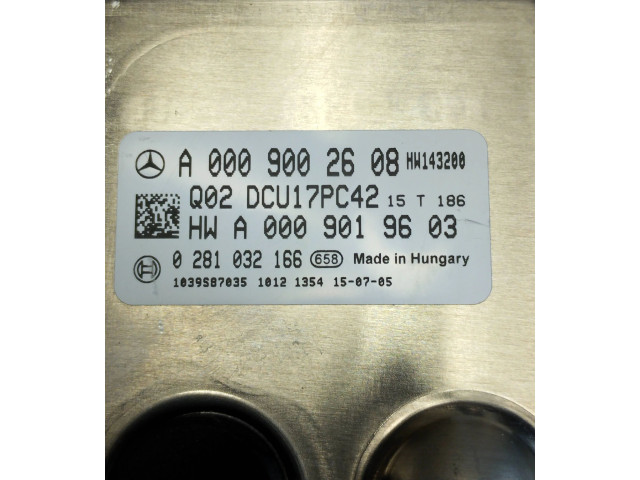 A 000 900 26 08 HW143200
Q02 DCU17PC42 15 T 186
HW A 000 901 96 03
0 281 032 166 658 Made in Hungary
1039S87035 1012 1354 15-07-05